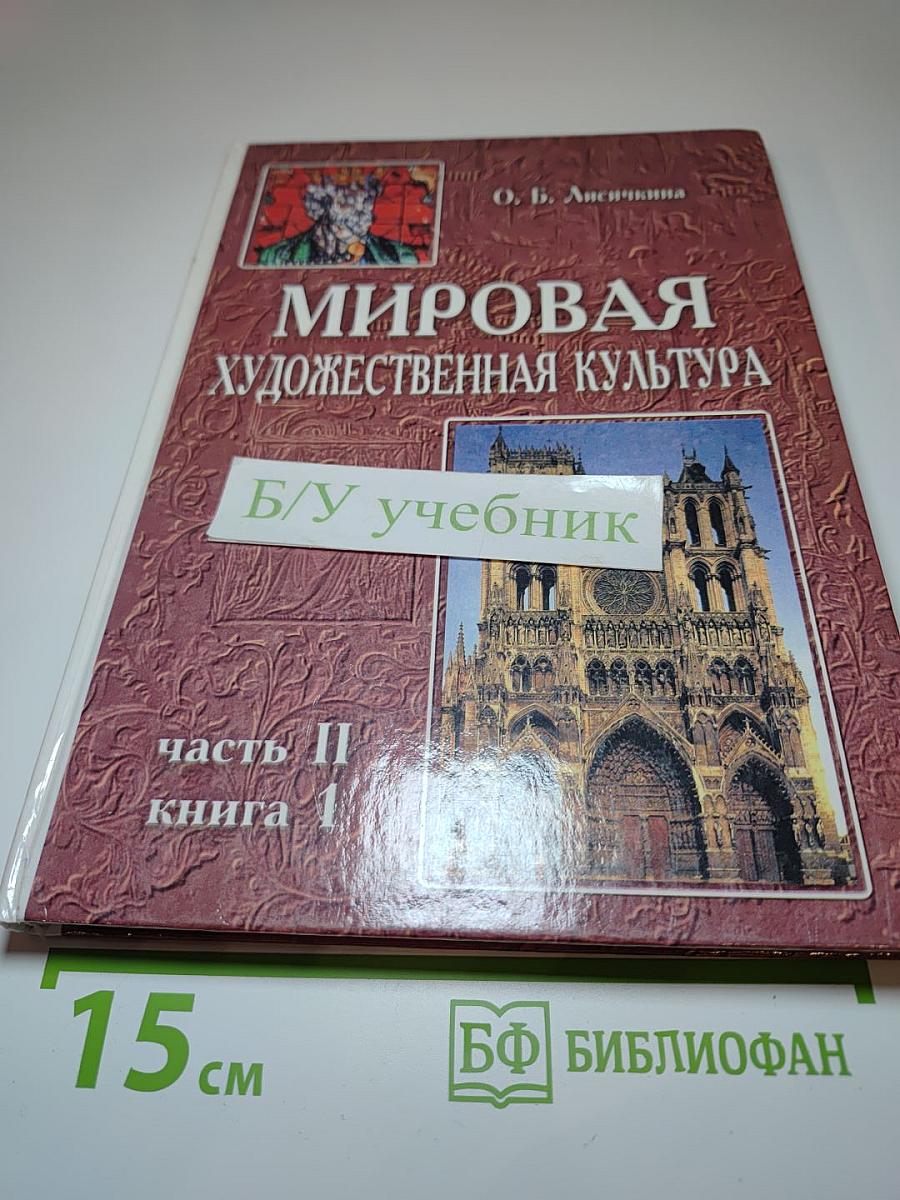 О. Б. Лисичкина
МИРОВАЯ
ХУДОЖЕСТВЕННАЯ КУЛЬТУРА
Б/У учебник
часть II
книга 1
15 см
БФ БИБЛИОФАН